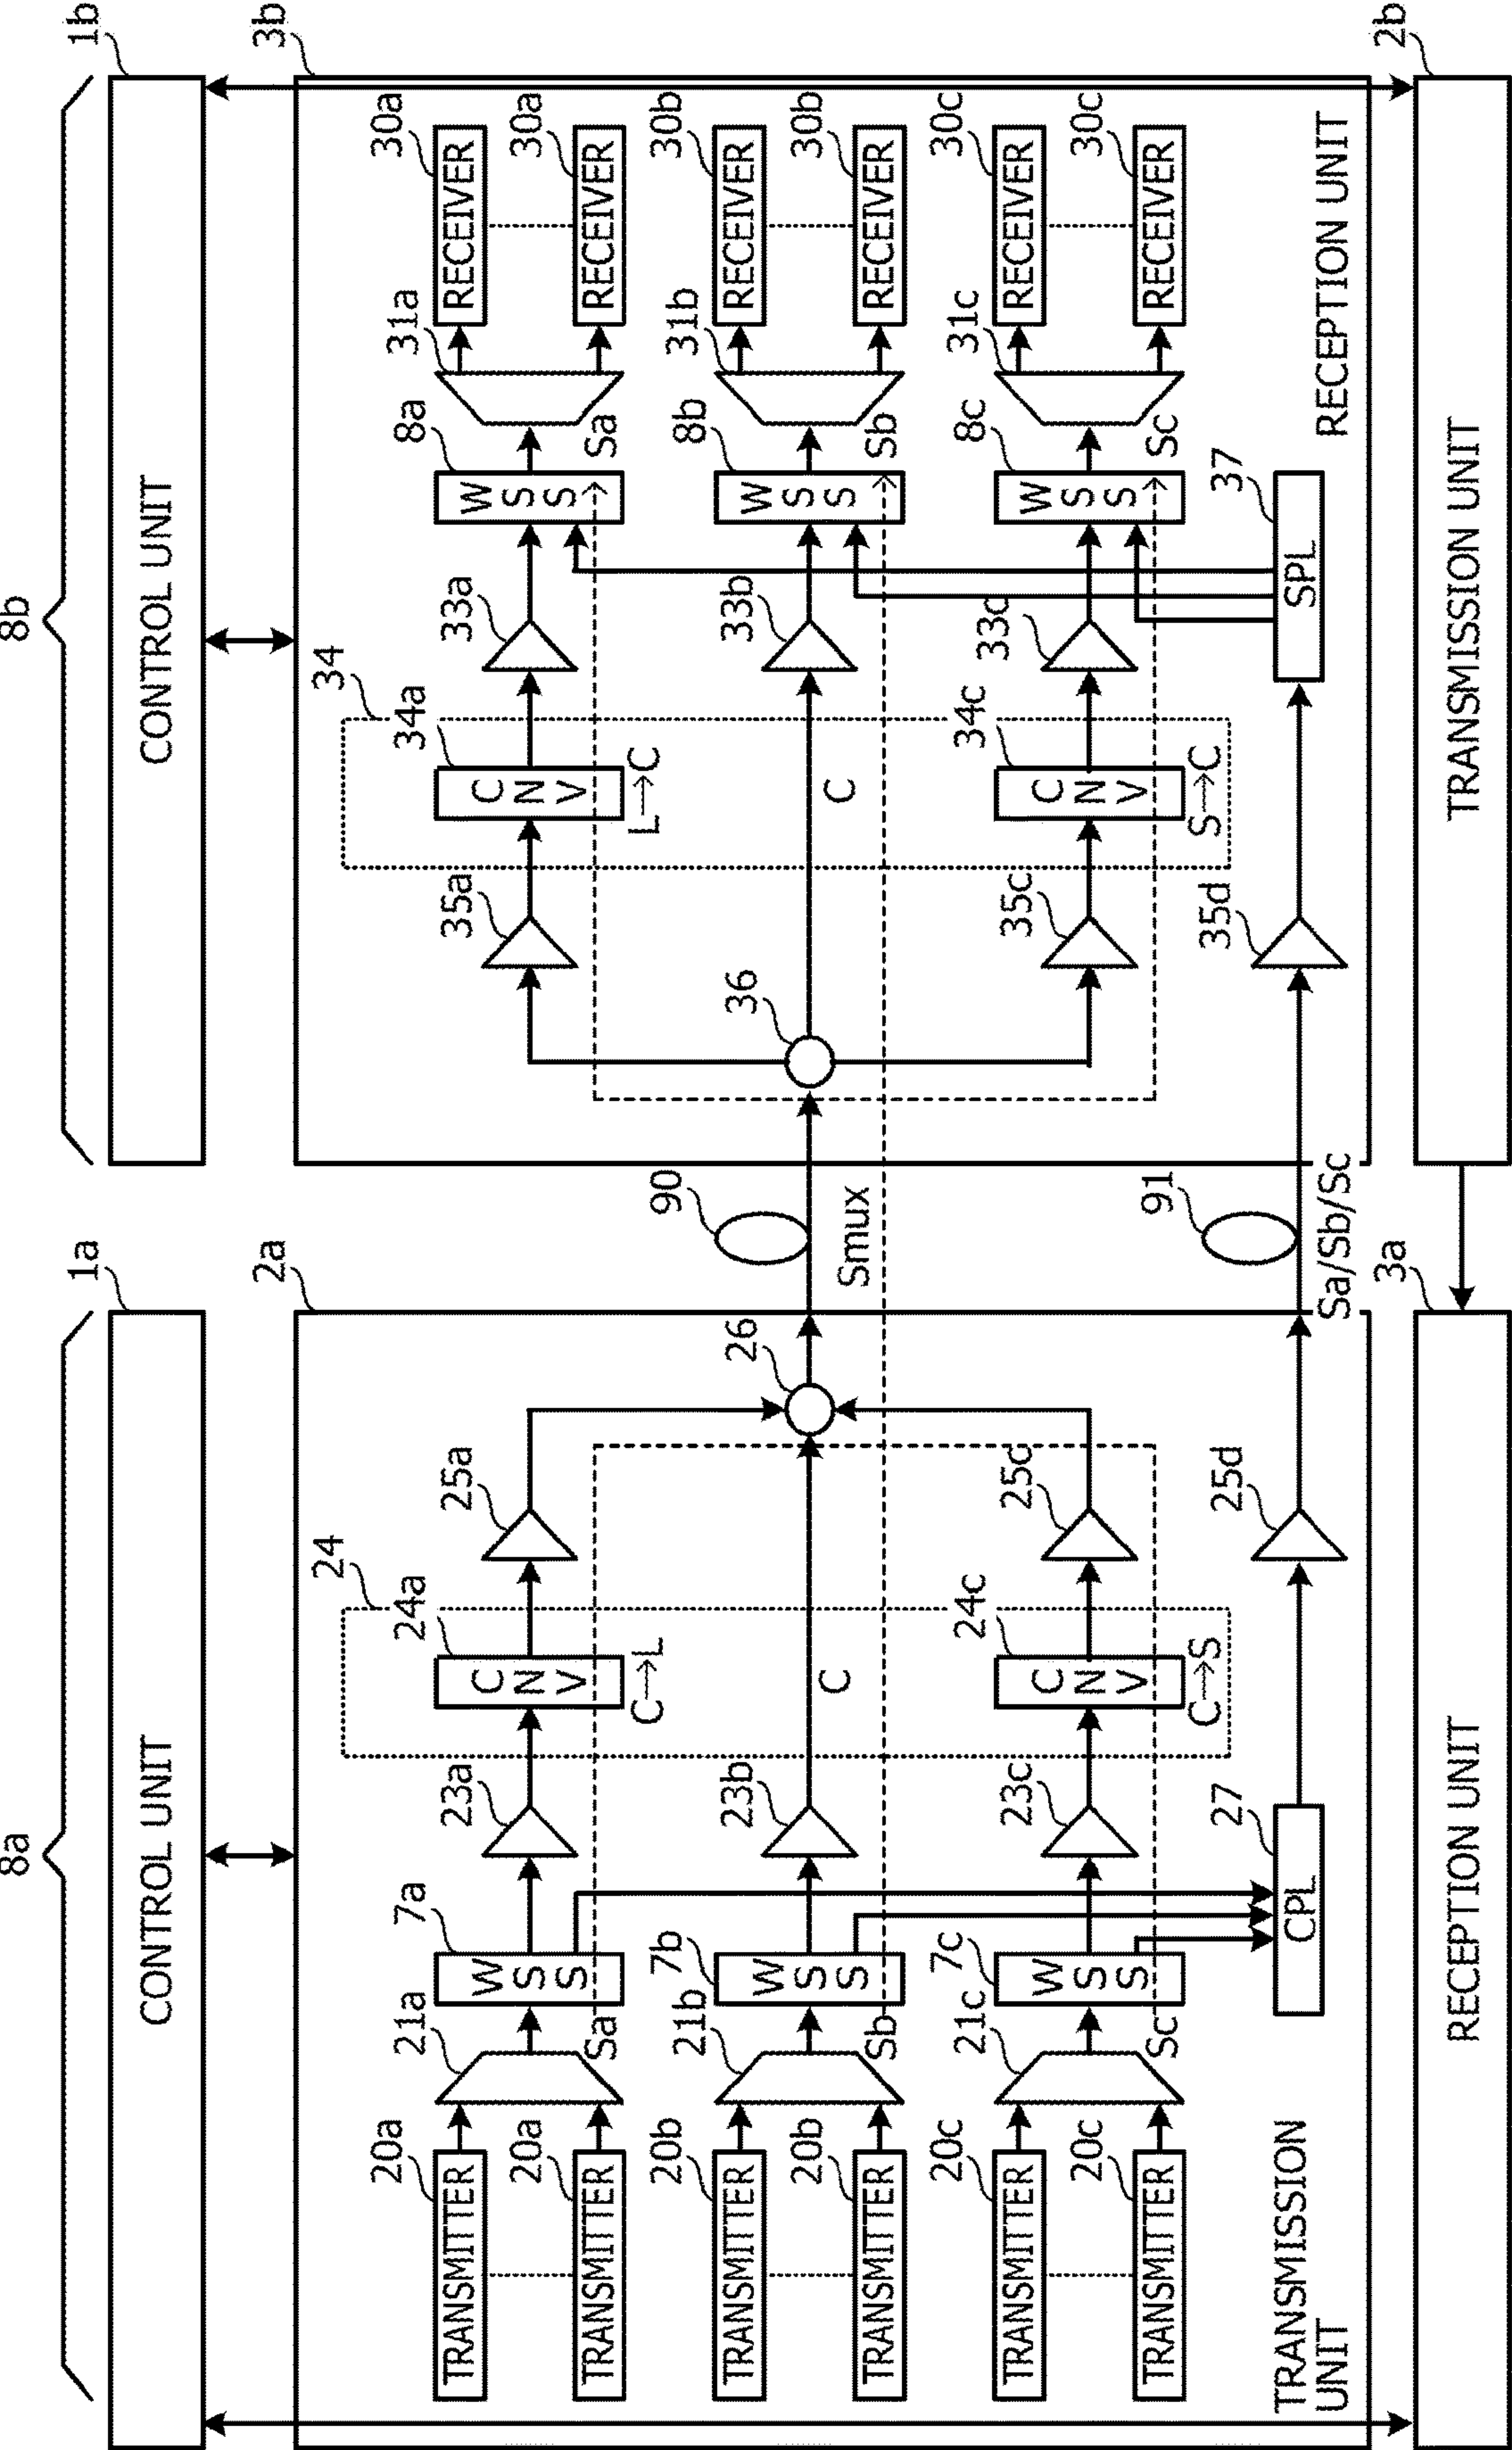 8a
8b
1a
1b
CONTROL UNIT
CONTROL UNIT
2a
3b
24
34
20a
21a
7a
23a
24a
25a
35a
34a
33a
8a
31a
30a
TRANSMITTER
W S S
C N V
C N V
W S S
RECEIVER
20a
30a
TRANSMITTER
RECEIVER
Sa
C→L
L→C
Sa
20b
21b
7b
23b
26
90
36
33b
8b
31b
30b
TRANSMITTER
W S S
W S S
RECEIVER
C
Smux
C
20b
30b
TRANSMITTER
RECEIVER
Sb
Sb
20c
21c
7c
23c
24c
25c
35c
34c
33c
8c
31c
30c
TRANSMITTER
W S S
C N V
C N V
W S S
RECEIVER
20c
30c
TRANSMITTER
RECEIVER
Sc
C→S
S→C
Sc
27
25d
91
35d
37
CPL
SPL
TRANSMISSION
UNIT
Sa/Sb/Sc
RECEPTION UNIT
3a
2b
RECEPTION UNIT
TRANSMISSION UNIT